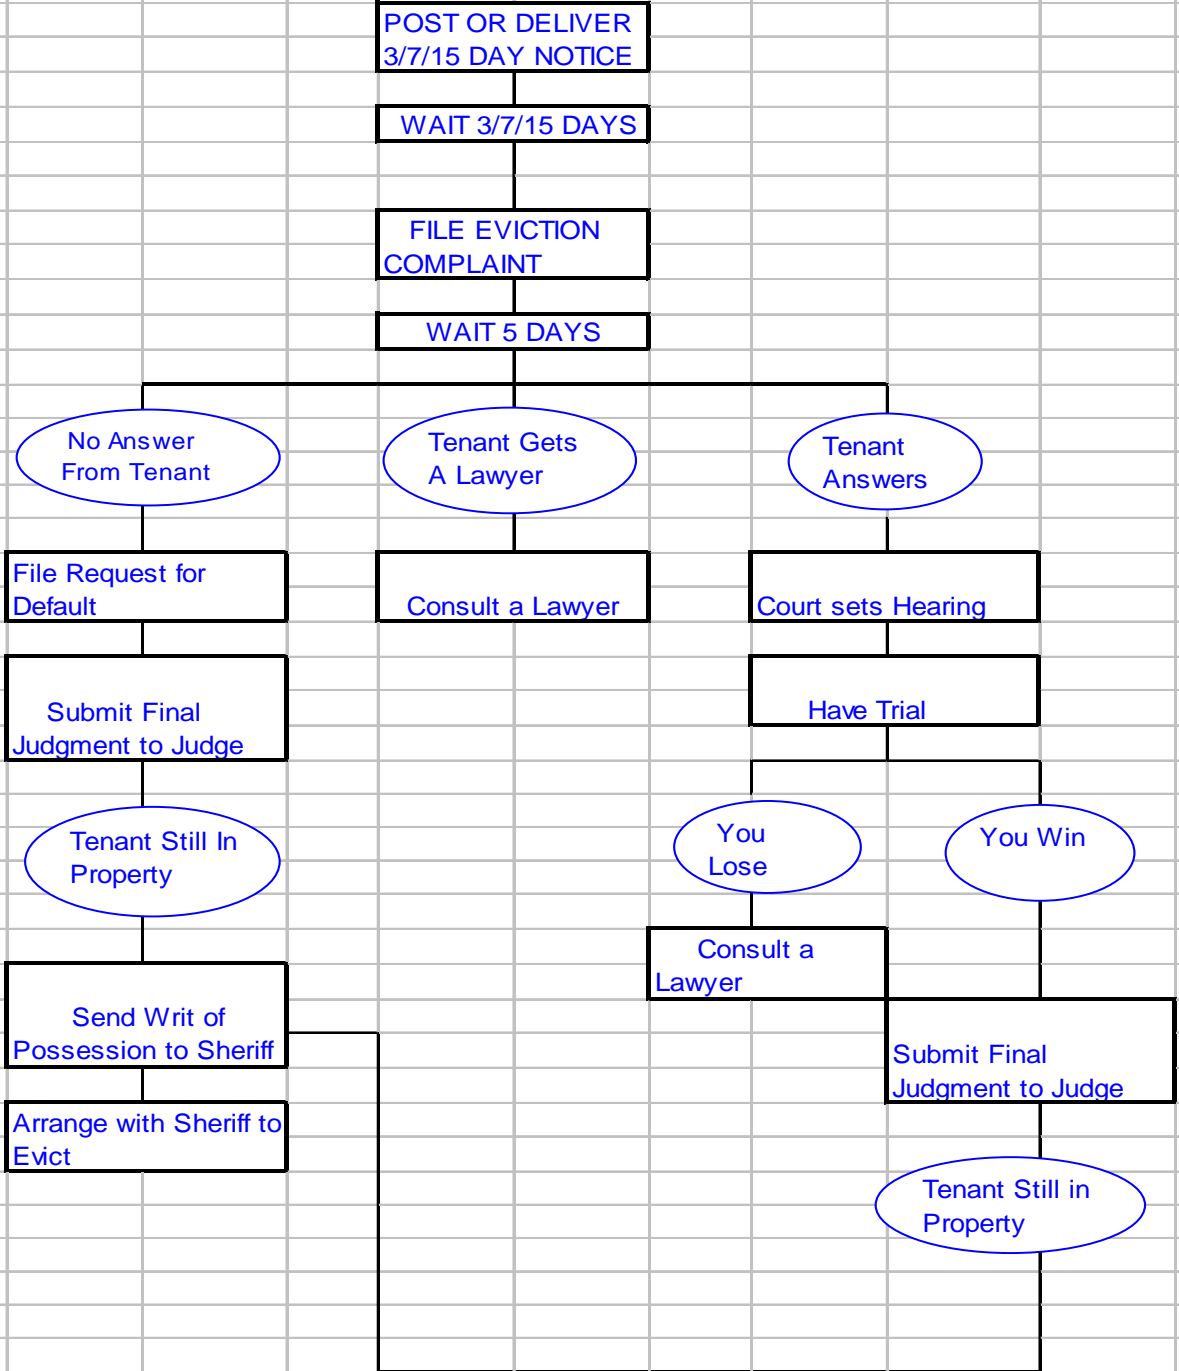 POST OR DELIVER
3/7/15 DAY NOTICE
WAIT 3/7/15 DAYS
FILE EVICTION
COMPLAINT
WAIT 5 DAYS
No Answer
From Tenant
Tenant Gets
A Lawyer
Tenant
Answers
File Request for
Default
Consult a Lawyer
Court sets Hearing
Submit Final
Judgment to Judge
Have Trial
Tenant Still In
Property
You
Lose
You Win
Consult a
Lawyer
Send Writ of
Possession to Sheriff
Submit Final
Judgment to Judge
Arrange with Sheriff to
Evict
Tenant Still in
Property